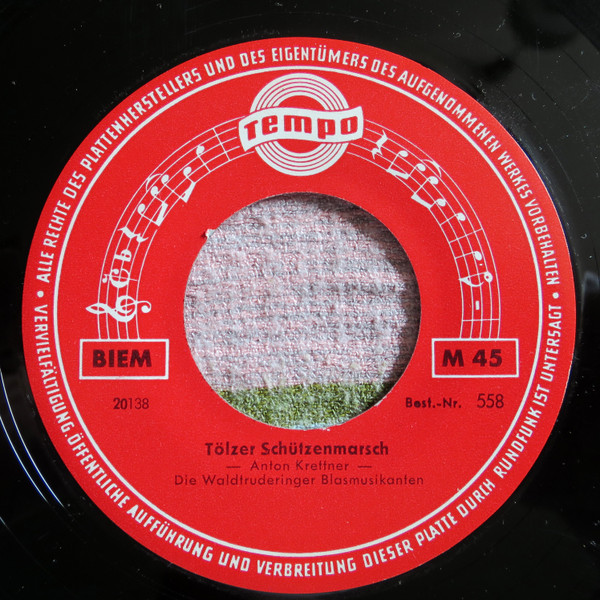 ALLE RECHTE DES PLATTENHERSTELLERS UND DES EIGENTÜMERS DES AUFGENOMMENEN WERKES VORBEHALTEN
Tempo
BIEM
M 45
20138
Best.-Nr. 558
Tölzer Schützenmarsch
— Anton Kreffner —
Die Waldtruderinger Blasmusikanten
• VERVIELFÄLTIGUNG. ÖFFENTLICHE AUFFÜHRUNG UND VERBREITUNG DIESER PLATTE DURCH RUNDFUNK IST UNTERSAGT •